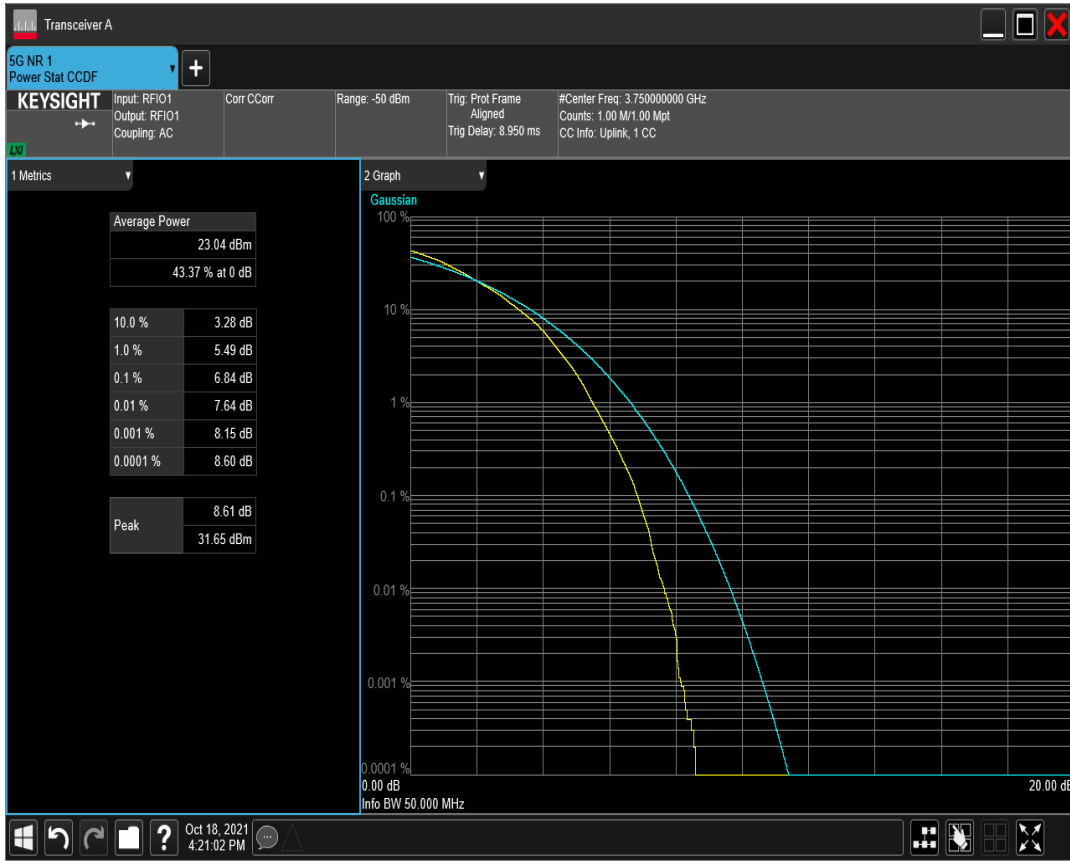 Transceiver A
5G NR 1
Power Stat CCDF
+
KEYSIGHT
LXI
Input: RFIO1
Output: RFIO1
Coupling: AC
Corr CCorr
Range: -50 dBm
Trig: Prot Frame
Aligned
Trig Delay: 8.950 ms
#Center Freq: 3.750000000 GHz
Counts: 1.00 M/1.00 Mpt
CC Info: Uplink, 1 CC
1 Metrics
Average Power
23.04 dBm
43.37 % at 0 dB
10.0 % 3.28 dB
1.0 % 5.49 dB
0.1 % 6.84 dB
0.01 % 7.64 dB
0.001 % 8.15 dB
0.0001 % 8.60 dB
Peak
8.61 dB
31.65 dBm
2 Graph
Gaussian
100 %
10 %
1 %
0.1 %
0.01 %
0.001 %
0.0001 %
0.00 dB 20.00 dB
Info BW 50.000 MHz
?
Oct 18, 2021
4:21:02 PM